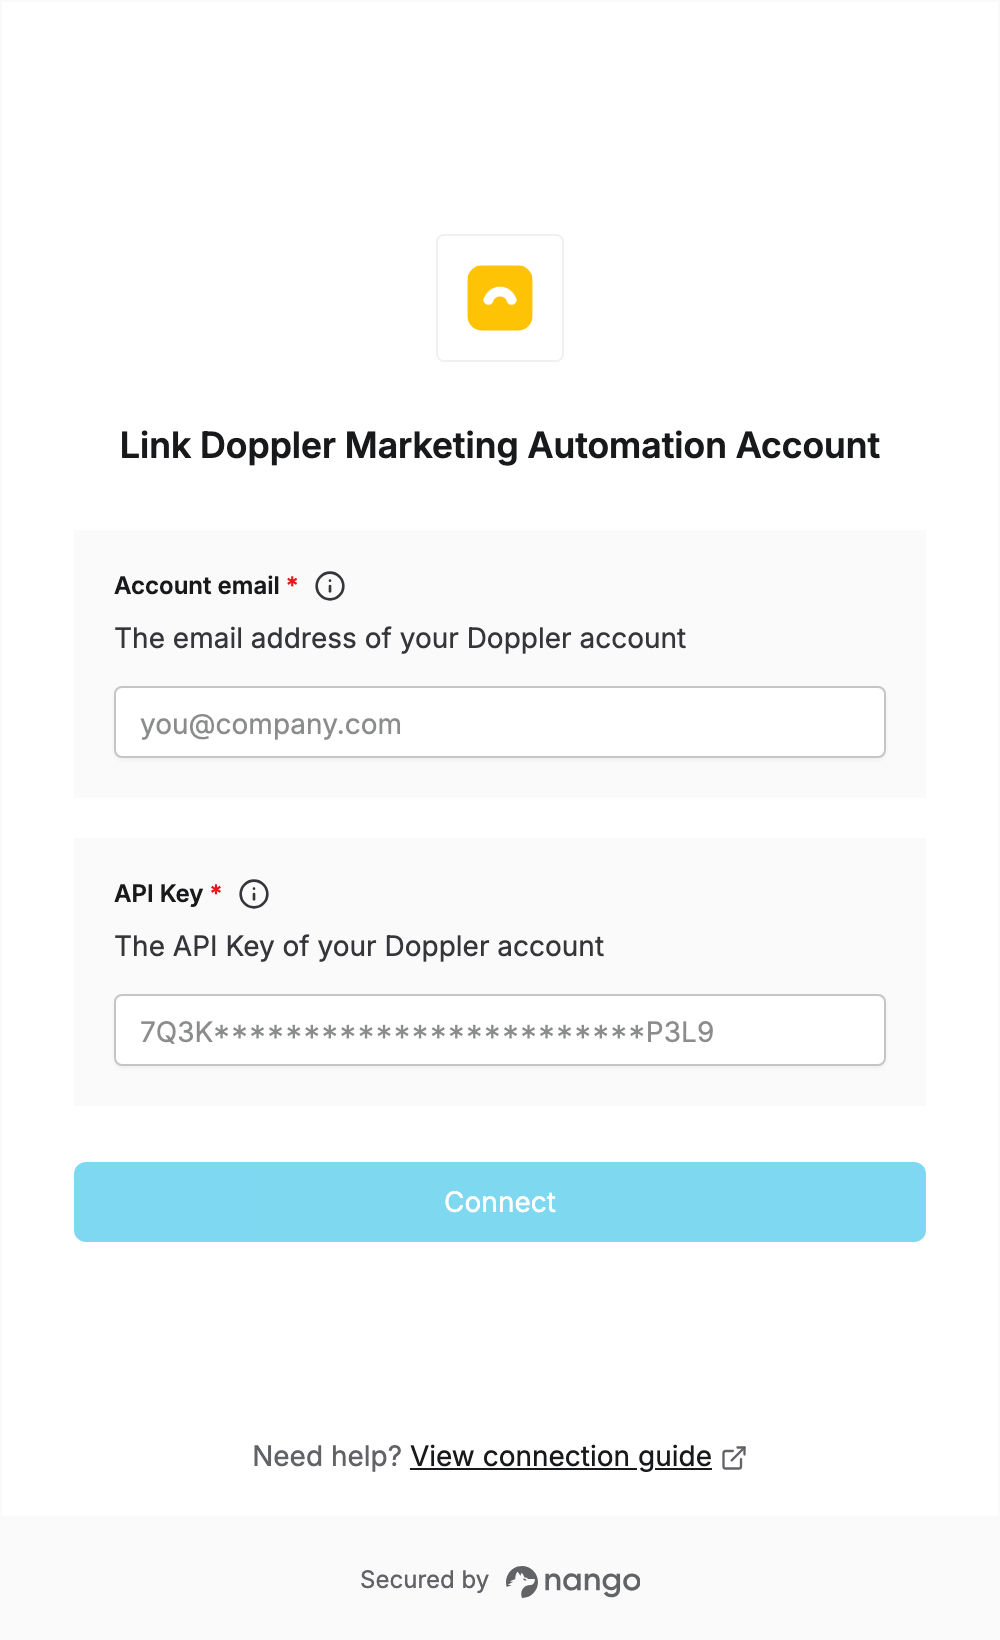 Link Doppler Marketing Automation Account
Account email *
The email address of your Doppler account
you@company.com
API Key *
The API Key of your Doppler account
7Q3K************************P3L9
Connect
Need help? View connection guide
Secured by nango